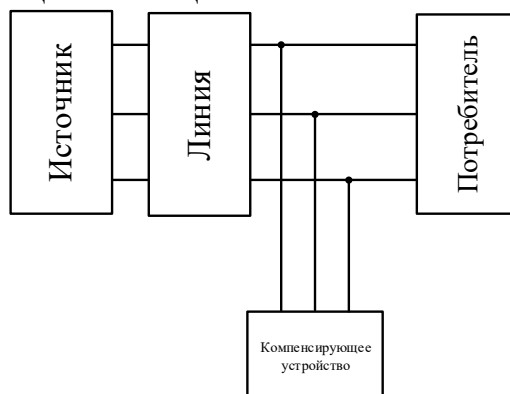 Источник
Линия
Потребитель
Компенсирующее
устройство